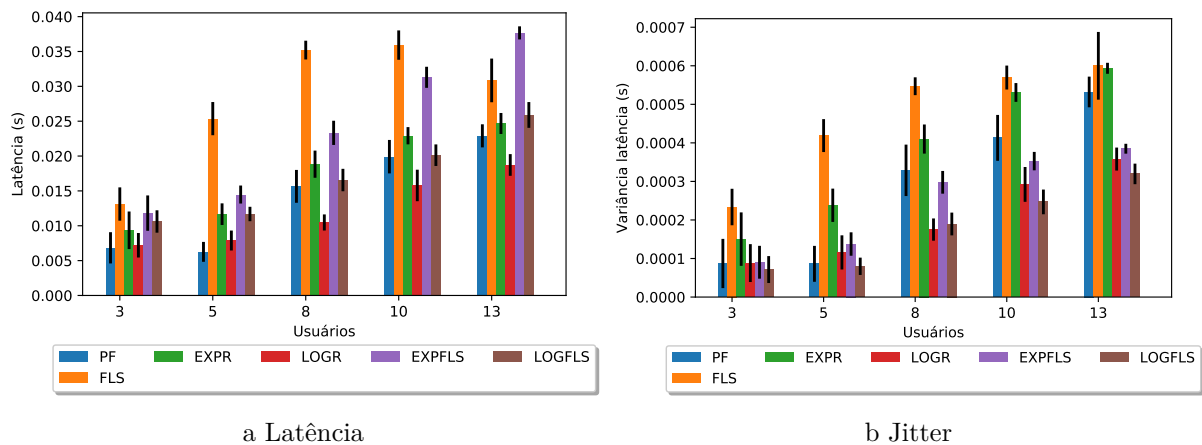 0.040
0.035
0.030
0.025
0.020
0.015
0.010
0.005
0.000
Latência (s)
3 5 8 10 13
Usuários
PF EXPR LOGR EXPFLS LOGFLS
FLS
a Latência
0.0007
0.0006
0.0005
0.0004
0.0003
0.0002
0.0001
0.0000
Variância latência (s)
3 5 8 10 13
Usuários
PF EXPR LOGR EXPFLS LOGFLS
FLS
b Jitter